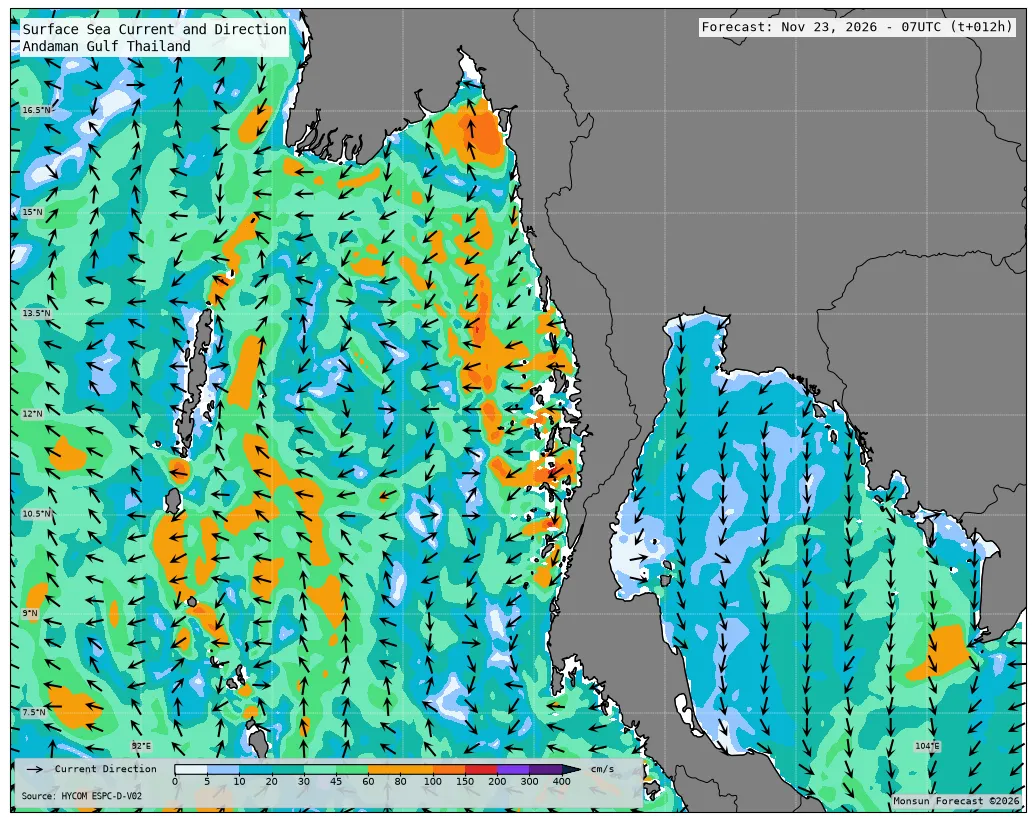 Surface Sea Current and Direction
Andaman Gulf Thailand
Forecast: Nov 23, 2026 - 07UTC (t+012h)
16.5°N
15°N
13.5°N
12°N
10.5°N
9°N
7.5°N
92°E
104°E
Current Direction
0 5 10 20 30 45 60 80 100 150 200 300 400 cm/s
Source: HYCOM ESPC-D-V02
Monsun Forecast ©2026